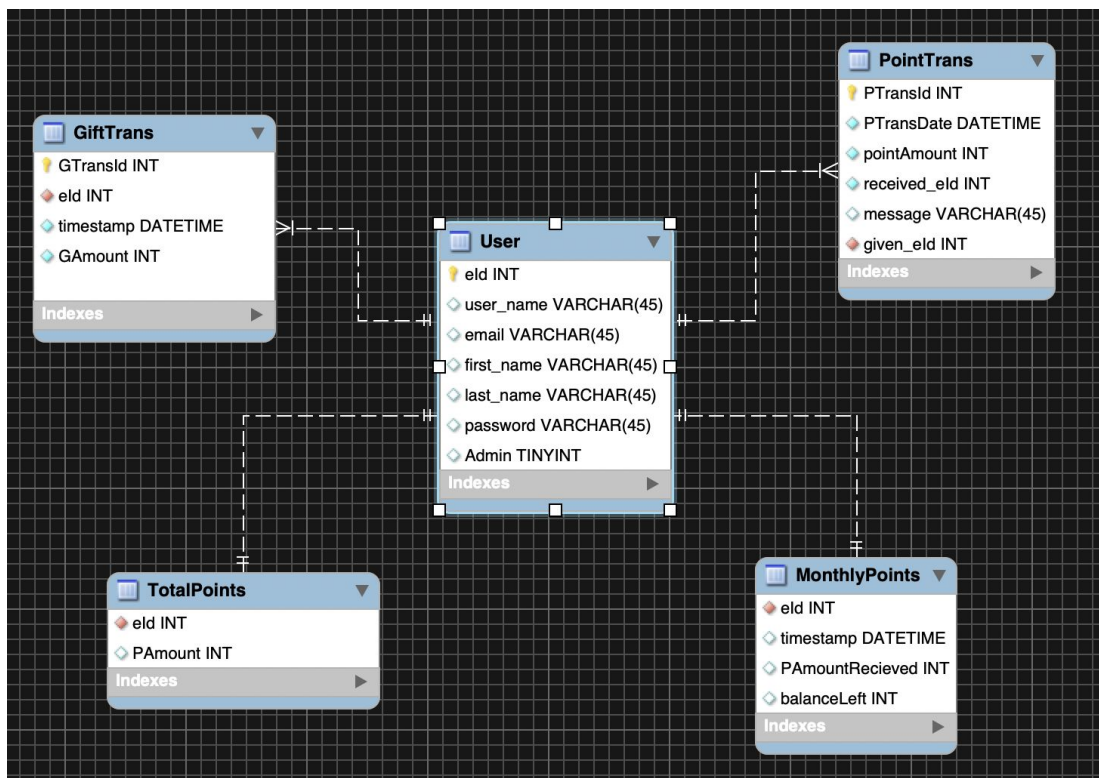 GiftTrans
GTransId INT
eId INT
timestamp DATETIME
GAmount INT
Indexes
PointTrans
PTransId INT
PTransDate DATETIME
pointAmount INT
received_eId INT
message VARCHAR(45)
given_eId INT
Indexes
User
eId INT
user_name VARCHAR(45)
email VARCHAR(45)
first_name VARCHAR(45)
last_name VARCHAR(45)
password VARCHAR(45)
Admin TINYINT
Indexes
TotalPoints
eId INT
PAmount INT
Indexes
MonthlyPoints
eId INT
timestamp DATETIME
PAmountRecieved INT
balanceLeft INT
Indexes